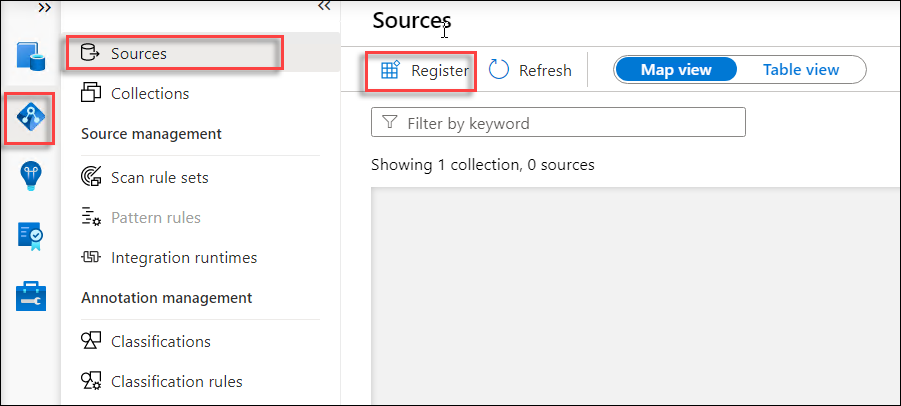 Sources
Collections
Source management
Scan rule sets
Pattern rules
Integration runtimes
Annotation management
Classifications
Classification rules
Sources
Register Refresh Map view Table view
Filter by keyword
Showing 1 collection, 0 sources